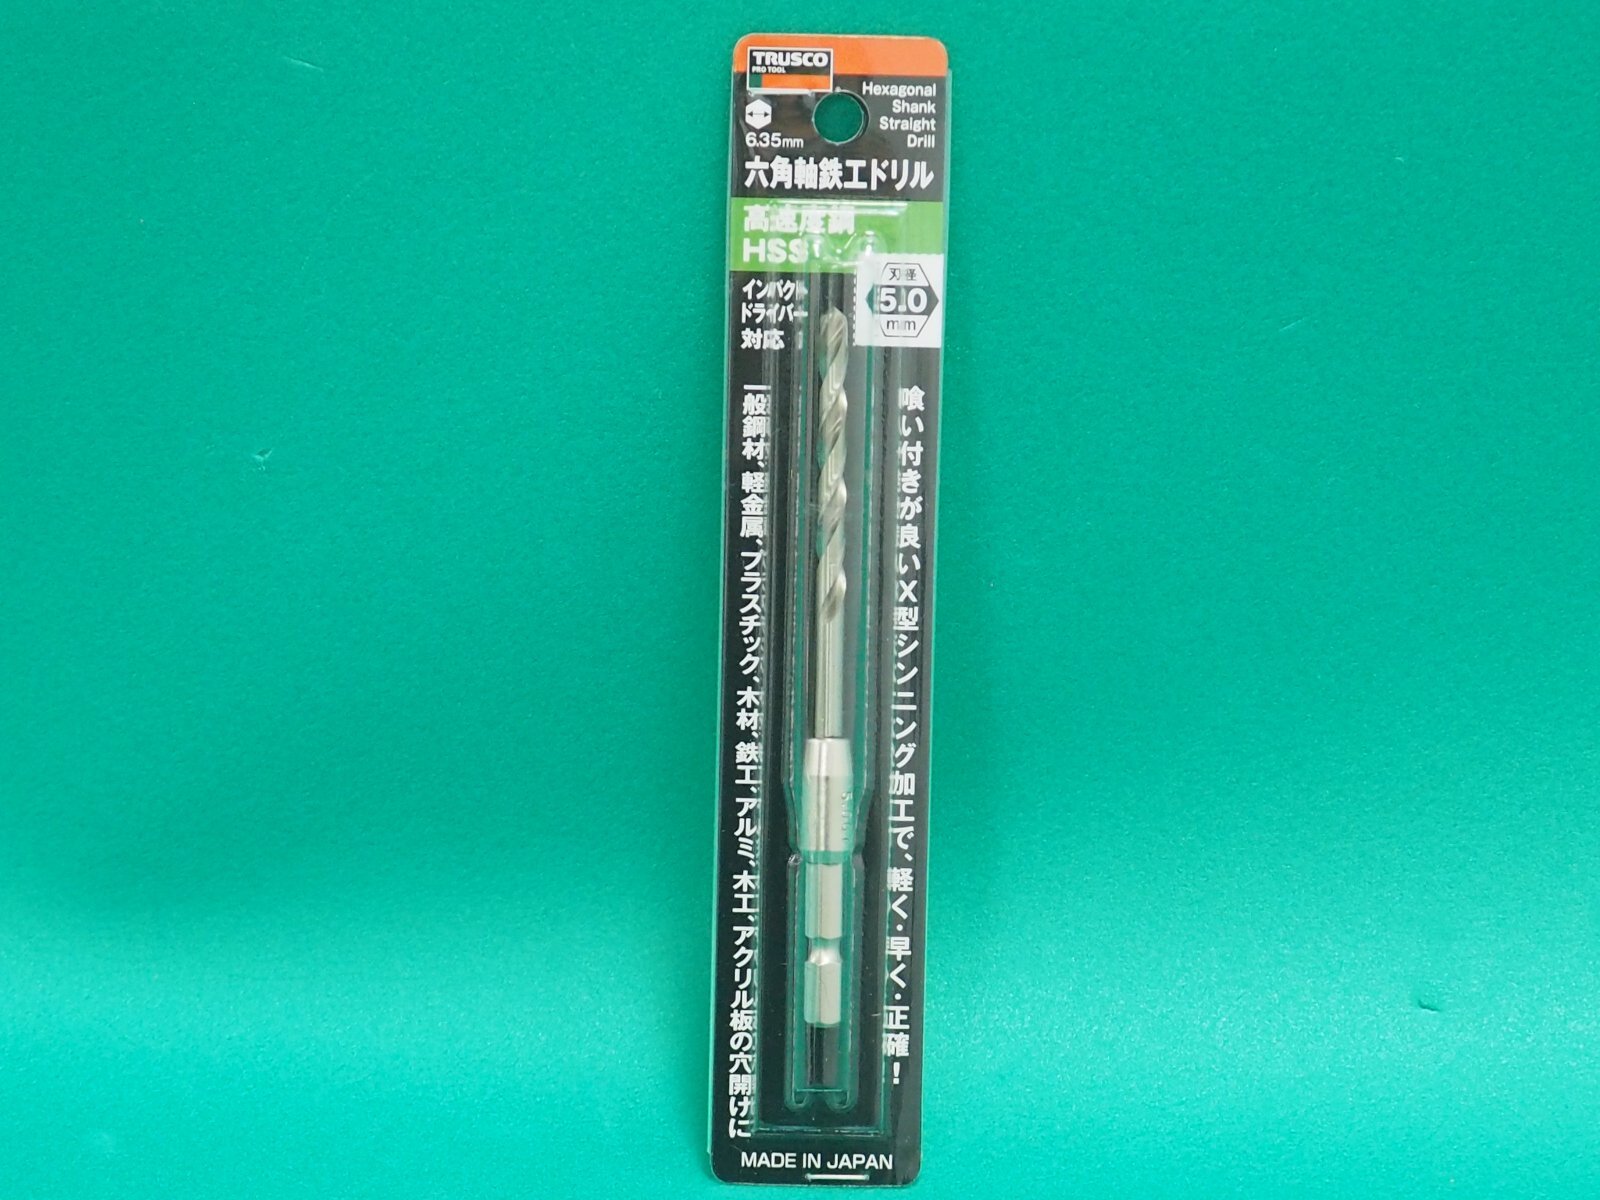 TRUSCO
PRO TOOL
Hexagonal
Shank
Straight
Drill
6.35mm
六角軸鉄工ドリル
高速度鋼
HSS
刃径
5.0
mm
インパクト
ドライバー
対応
喰い付きが良いX型シンニング加工で、軽く・早く・正確！
一般鋼材、軽金属、プラスチック、木材、鉄工、アルミ、木工、アクリル板の穴開けに
MADE IN JAPAN